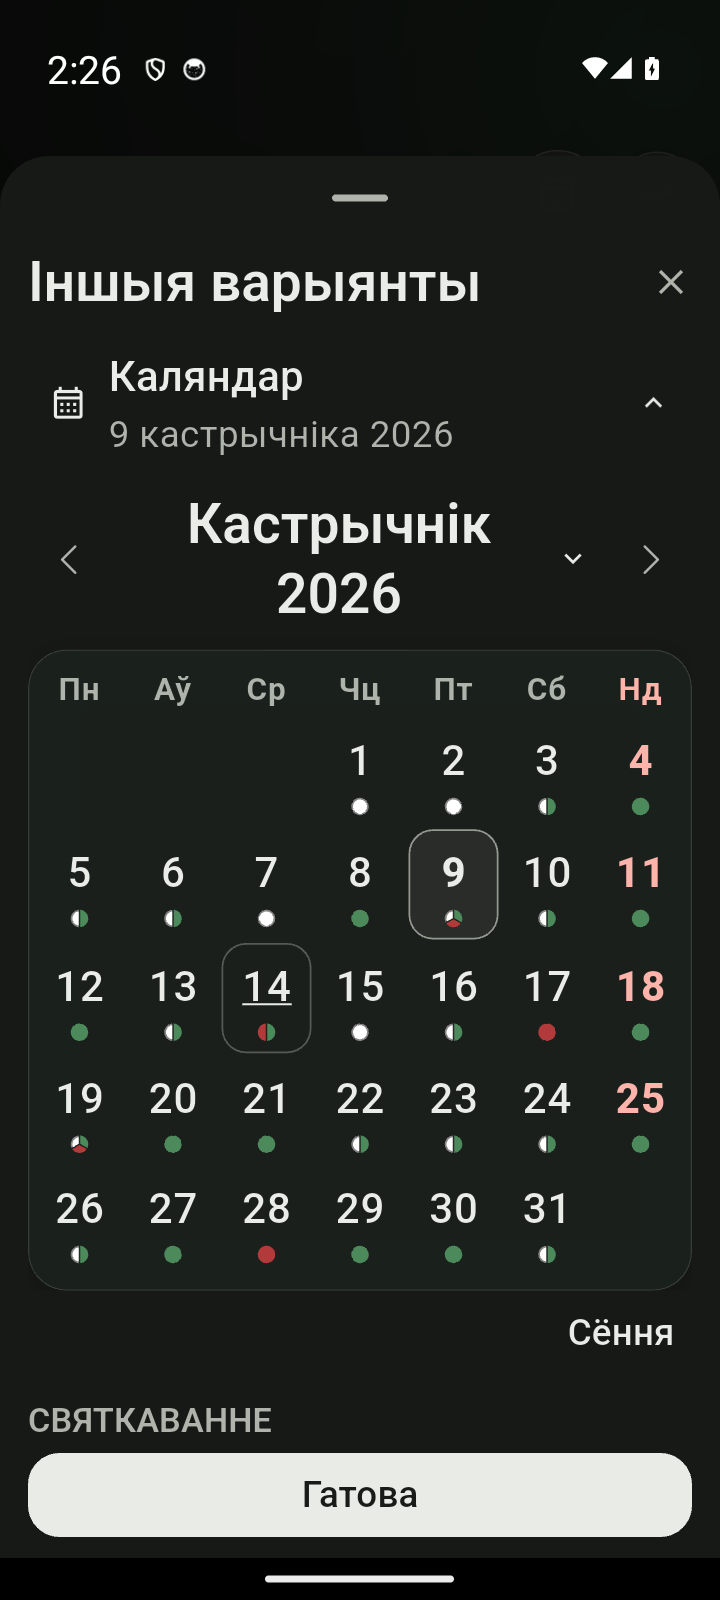 2:26
Іншыя варыянты
Каляндар
9 кастрычніка 2026
Кастрычнік
2026
Пн Аў Ср Чц Пт Сб Нд
1 2 3 4
5 6 7 8 9 10 11
12 13 14 15 16 17 18
19 20 21 22 23 24 25
26 27 28 29 30 31
Сёння
СВЯТКАВАННЕ
Гатова